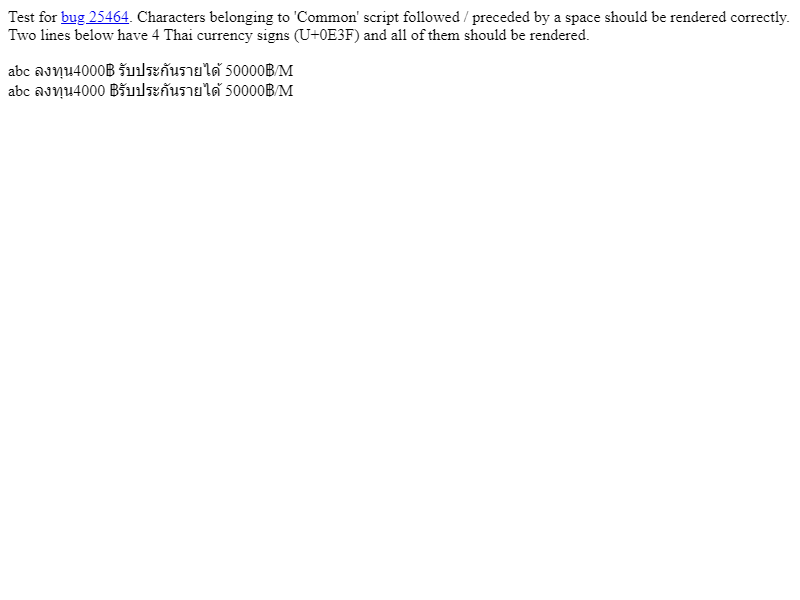 Test for bug 25464. Characters belonging to 'Common' script followed / preceded by a space should be rendered correctly.
Two lines below have 4 Thai currency signs (U+0E3F) and all of them should be rendered.
abc ลงทุน4000฿ รับประกันรายได้ 50000฿/M
abc ลงทุน4000 ฿รับประกันรายได้ 50000฿/M